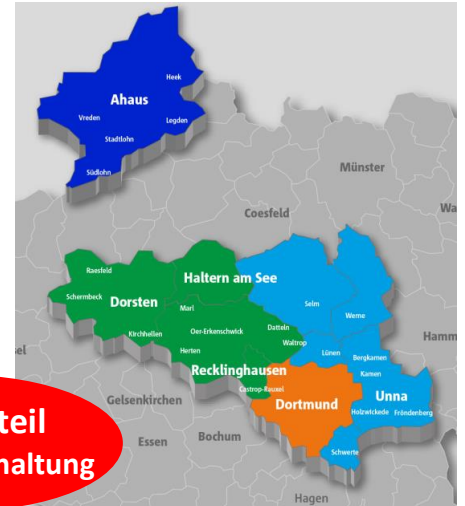 Heek
Ahaus
Vreden
Legden
Stadtlohn
Südlohn
Münster
Coesfeld
Wa
Raesfeld
Haltern am See
Schermbeck
Dorsten
Marl
Selm
Werne
Oer-Erkenschwick
Datteln
Kirchhellen
Waltrop
Hamm
sel
Herten
Lünen
Bergkamen
Recklinghausen
Kamen
Castrop-Rauxel
Unna
Gelsenkirchen
Dortmund
Holzwickede
Fröndenberg
teil
Essen
Bochum
haltung
Schwerte
Hagen